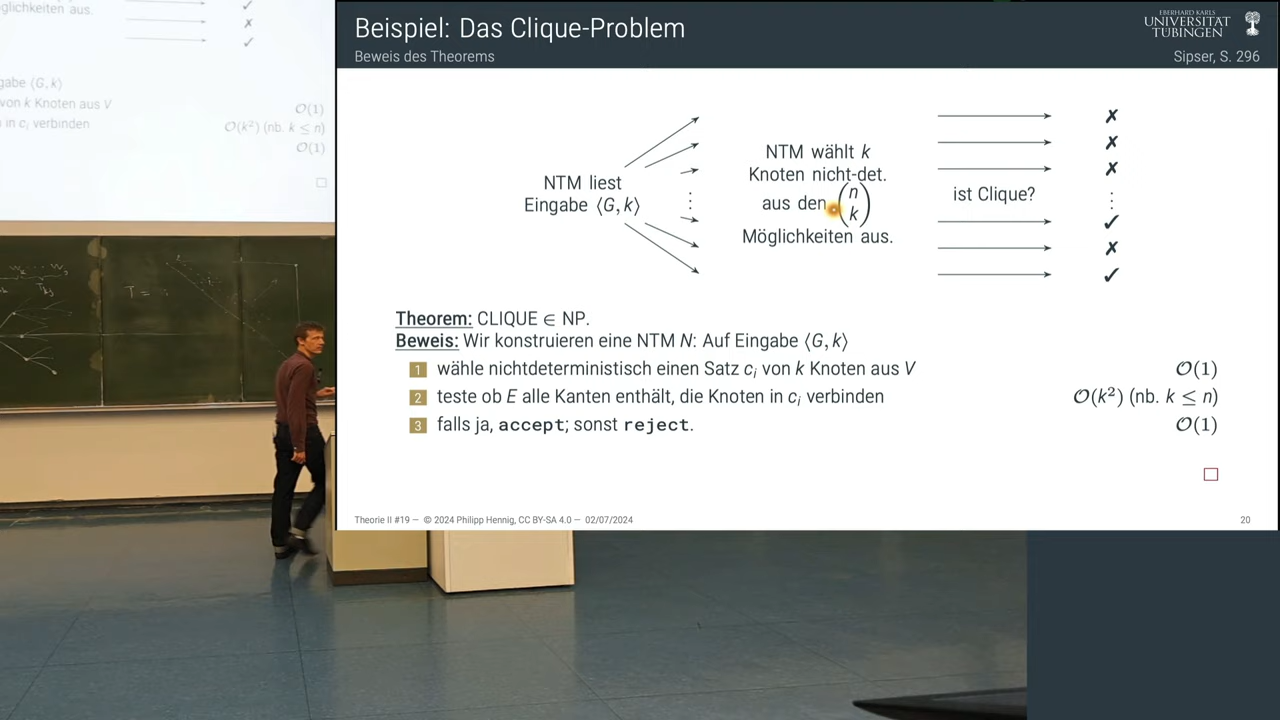 Beispiel: Das Clique-Problem
Beweis des Theorems
EBERHARD KARLS
UNIVERSITÄT
TÜBINGEN
Sipser, S. 296
NTM liest
Eingabe ⟨G, k⟩
⋮
NTM wählt k
Knoten nicht-det.
aus den (n k)
Möglichkeiten aus.
ist Clique?
✗
✗
✗
⋮
✓
✗
✓
Theorem: CLIQUE ∈ NP.
Beweis: Wir konstruieren eine NTM N: Auf Eingabe ⟨G, k⟩
1 wähle nichtdeterministisch einen Satz cᵢ von k Knoten aus V O(1)
2 teste ob E alle Kanten enthält, die Knoten in cᵢ verbinden O(k²) (nb. k ≤ n)
3 falls ja, accept; sonst reject. O(1)
□
Theorie II #19 — © 2024 Philipp Hennig, CC BY-SA 4.0 — 02/07/2024
20
aus.
✓
✗
✓
⟨G, k⟩
von k Knoten aus V O(1)
in cᵢ verbinden O(k²) (nb. k ≤ n)
O(1)
□
T =